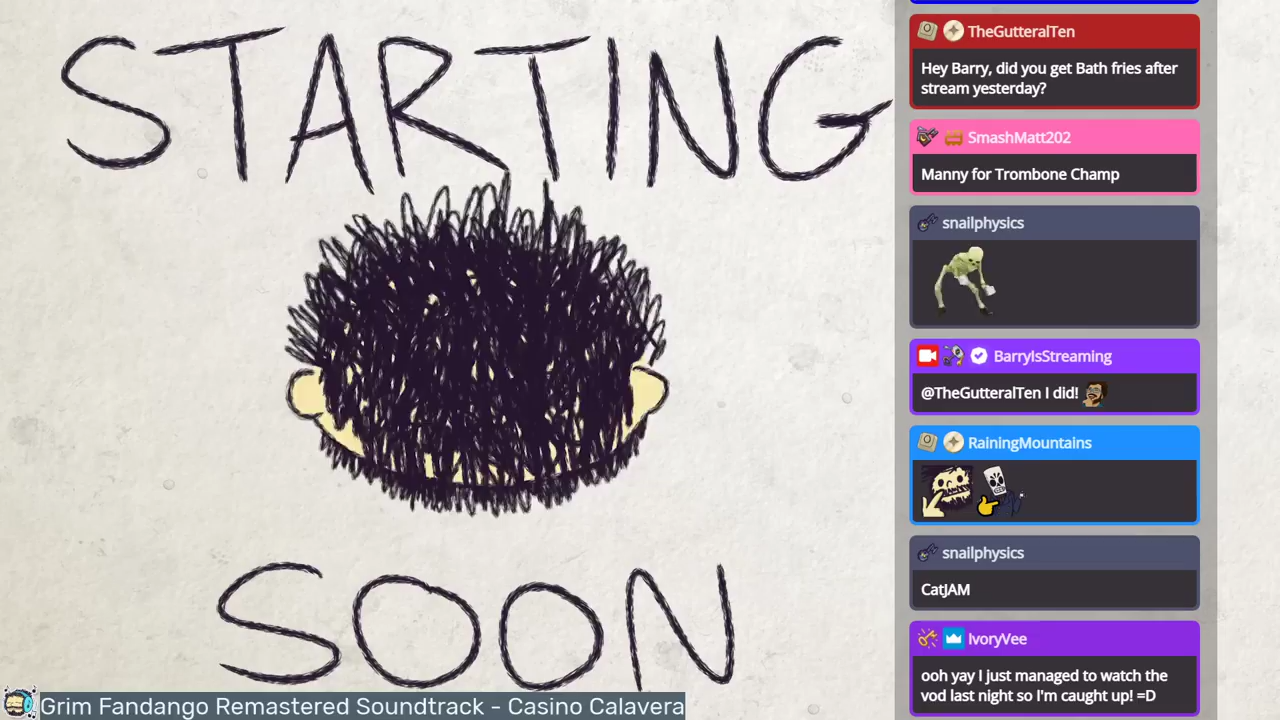 STARTING
SOON
Grim Fandango Remastered Soundtrack - Casino Calavera
TheGutteralTen
Hey Barry, did you get Bath fries after
stream yesterday?
SmashMatt202
Manny for Trombone Champ
snailphysics
BarryIsStreaming
@TheGutteralTen I did!
RainingMountains
snailphysics
CatJAM
IvoryVee
ooh yay I just managed to watch the
vod last night so I'm caught up! =D